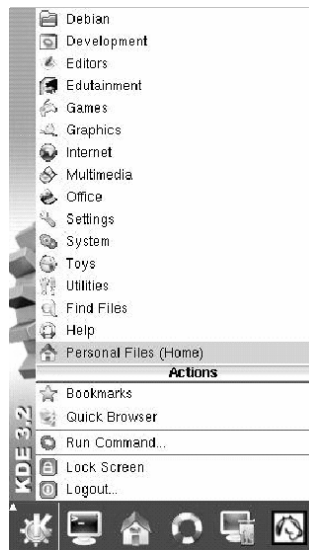 Debian
Development
Editors
Edutainment
Games
Graphics
Internet
Multimedia
Office
Settings
System
Toys
Utilities
Find Files
Help
Personal Files (Home)
Actions
Bookmarks
Quick Browser
Run Command...
Lock Screen
Logout...
KDE 3.2